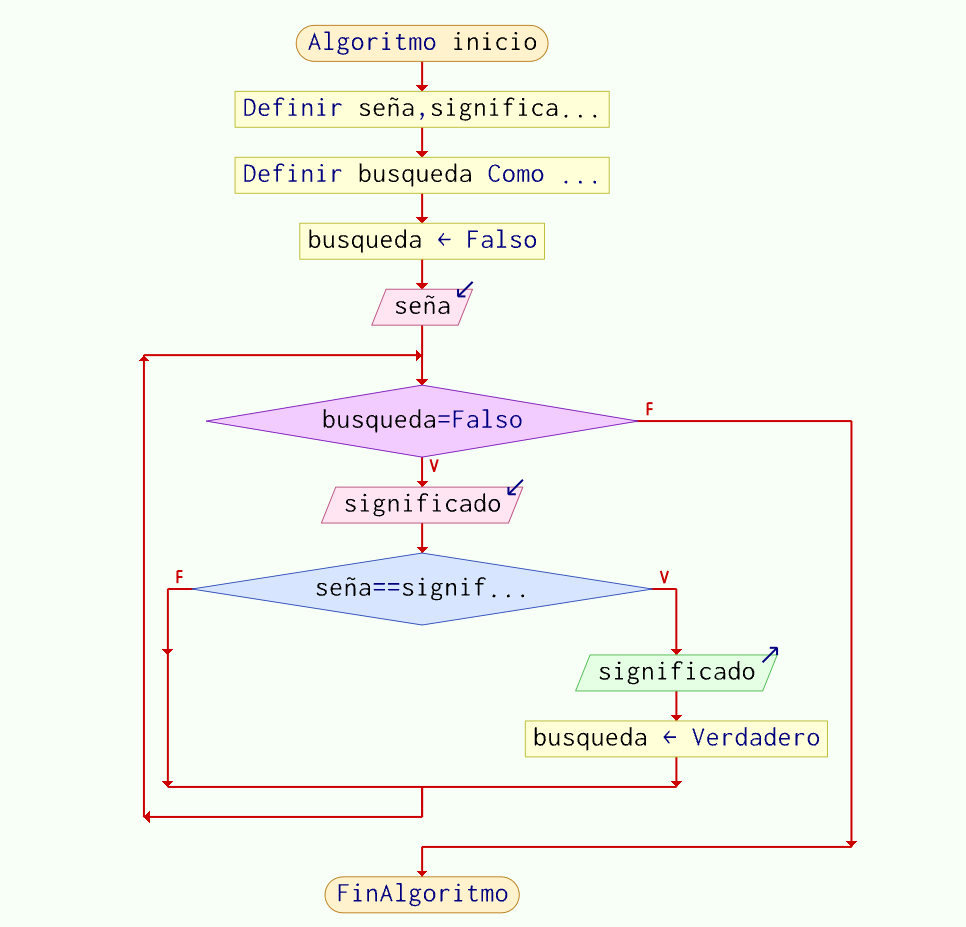 Algoritmo inicio
Definir seña,significa...
Definir busqueda Como ...
busqueda ← Falso
seña
busqueda=Falso
F
V
significado
F
seña==signif...
V
significado
busqueda ← Verdadero
FinAlgoritmo